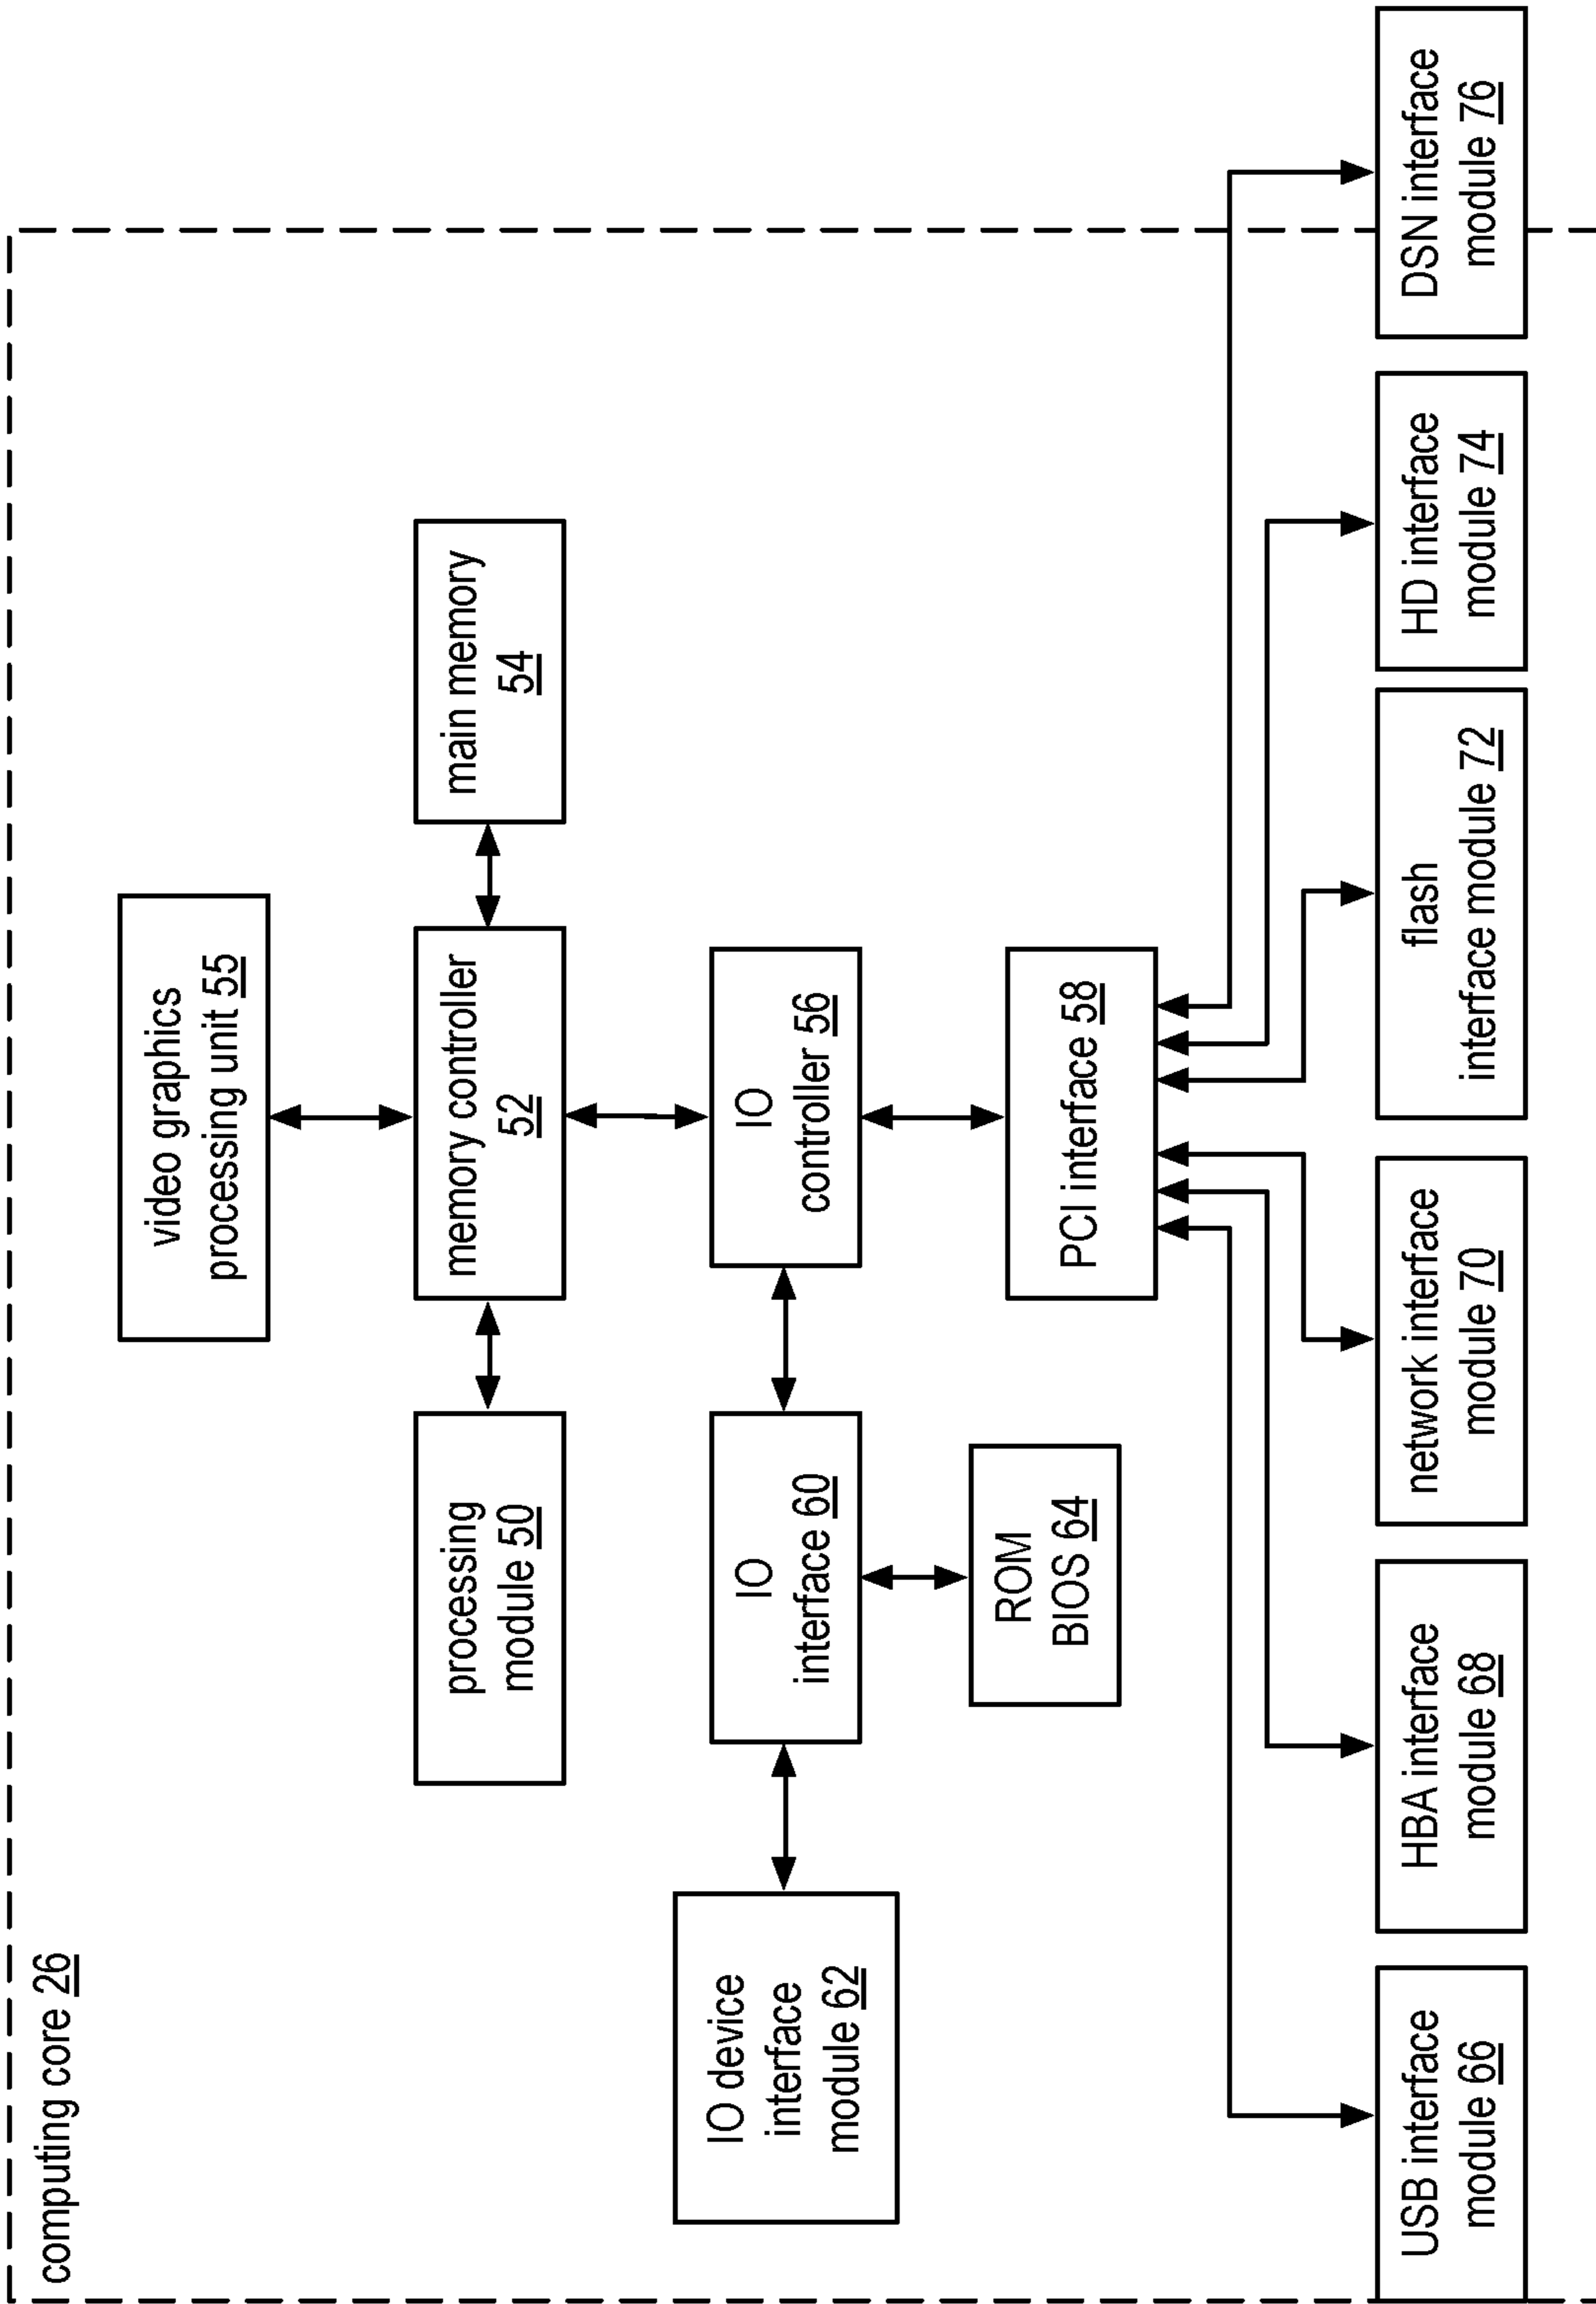 computing core 26
video graphics
processing unit 55
processing
module 50
memory controller
52
main memory
54
IO device
interface
module 62
IO
interface 60
IO
controller 56
ROM
BIOS 64
PCI interface 58
USB interface
module 66
HBA interface
module 68
network interface
module 70
flash
interface module 72
HD interface
module 74
DSN interface
module 76